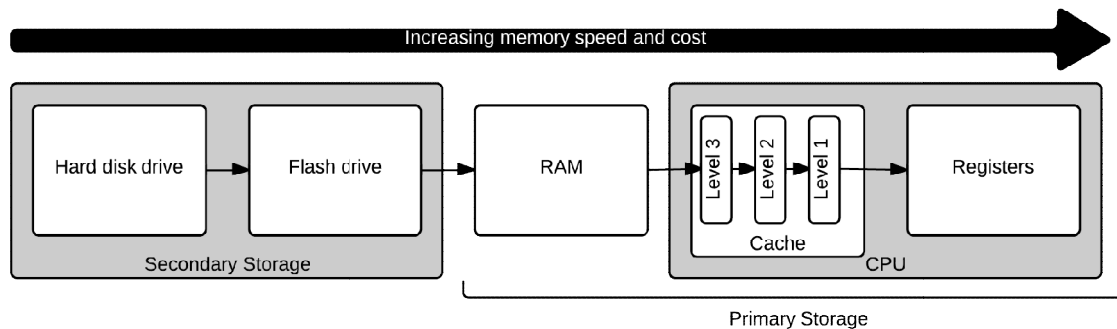 Increasing memory speed and cost
Hard disk drive
Flash drive
RAM
Level 3
Level 2
Level 1
Registers
Cache
Secondary Storage
CPU
Primary Storage